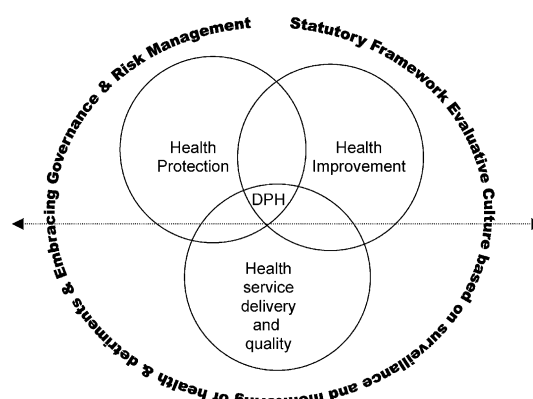 Embracing Governance & Risk Management
Statutory Framework Evaluative Culture based on surveillance and monitoring of health & detriments &
Health
Protection
Health
Improvement
DPH
Health
service
delivery
and
quality